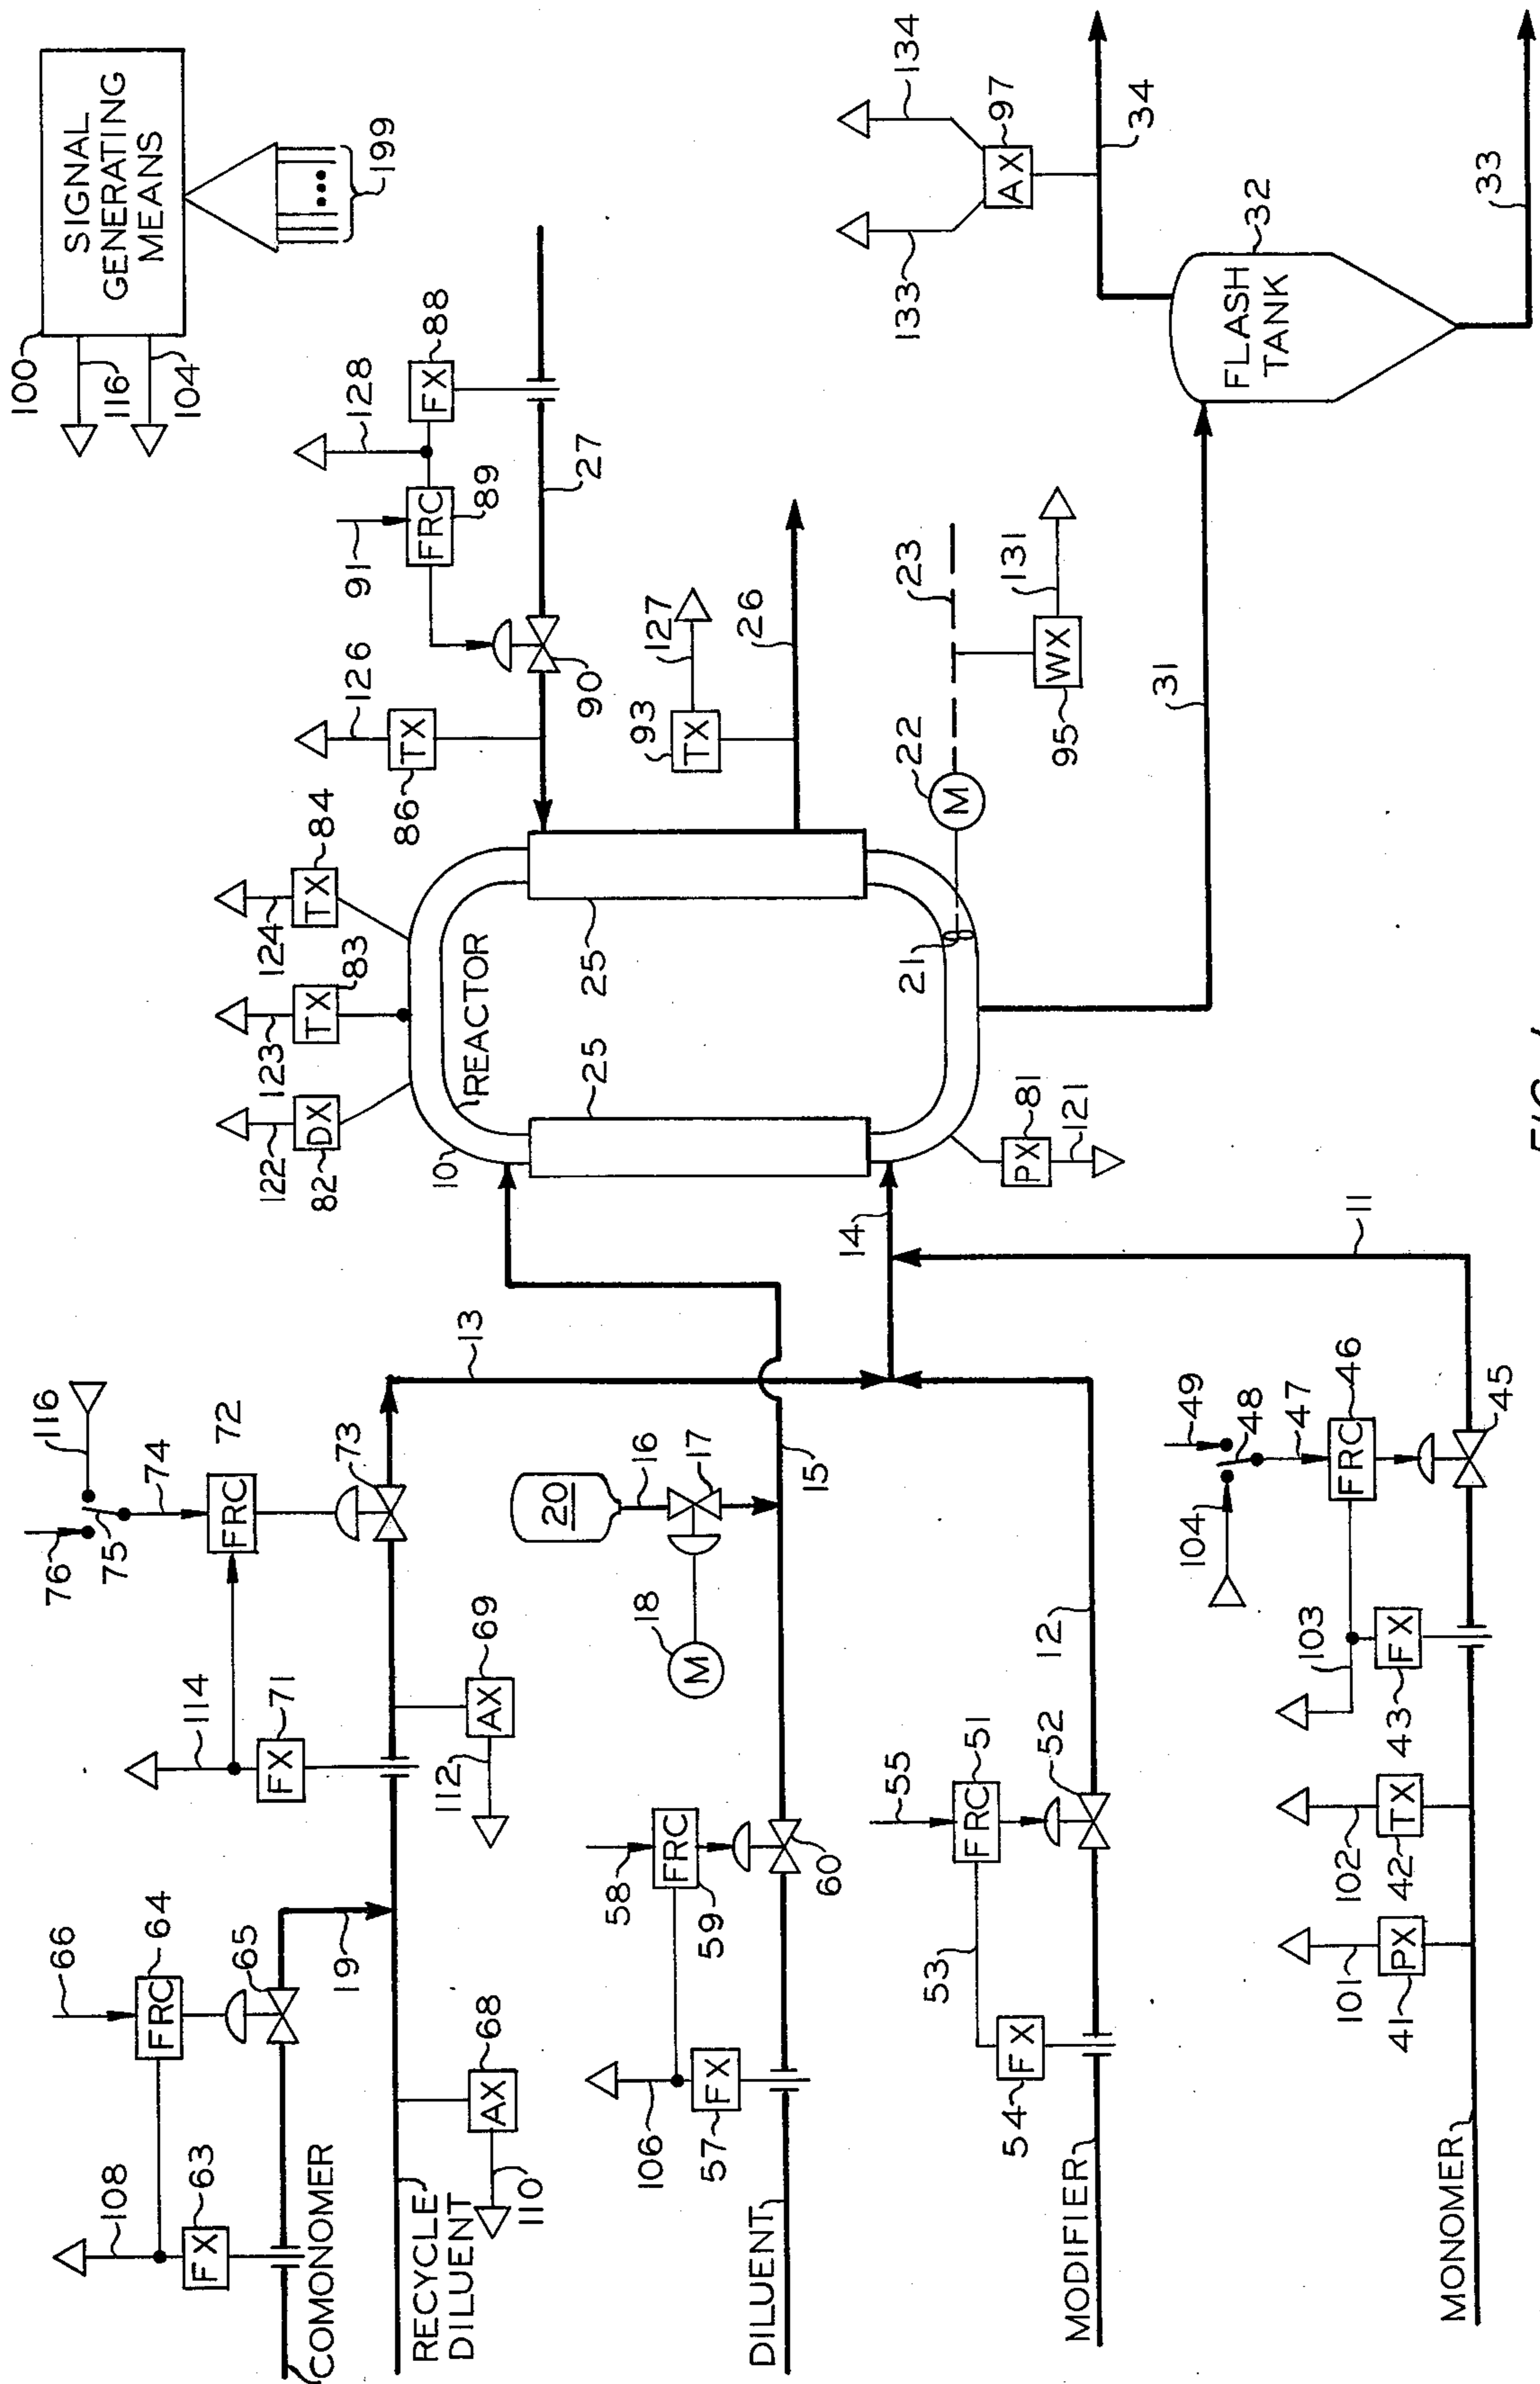 SIGNAL
GENERATING
MEANS
100
116
104
199
108
FX
63
COMONOMER
66
FRC
64
65
19
RECYCLE
DILUENT
AX
68
110
114
FX
71
AX
69
112
76
75
116
74
FRC
72
73
13
DILUENT
106
FX
57
58
FRC
59
60
20
16
17
M
18
15
MODIFIER
FX
54
53
55
FRC
51
52
12
14
MONOMER
101
PX
41
102
TX
42
103
FX
43
104
49
48
47
FRC
46
45
11
122
DX
82
123
TX
83
124
TX
84
10
REACTOR
25
25
PX
81
121
21
M
22
23
WX
95
131
126
TX
86
90
91
FRC
89
128
FX
88
27
TX
93
127
26
31
FLASH
TANK
32
33
34
AX
97
133
134
FIG. 1